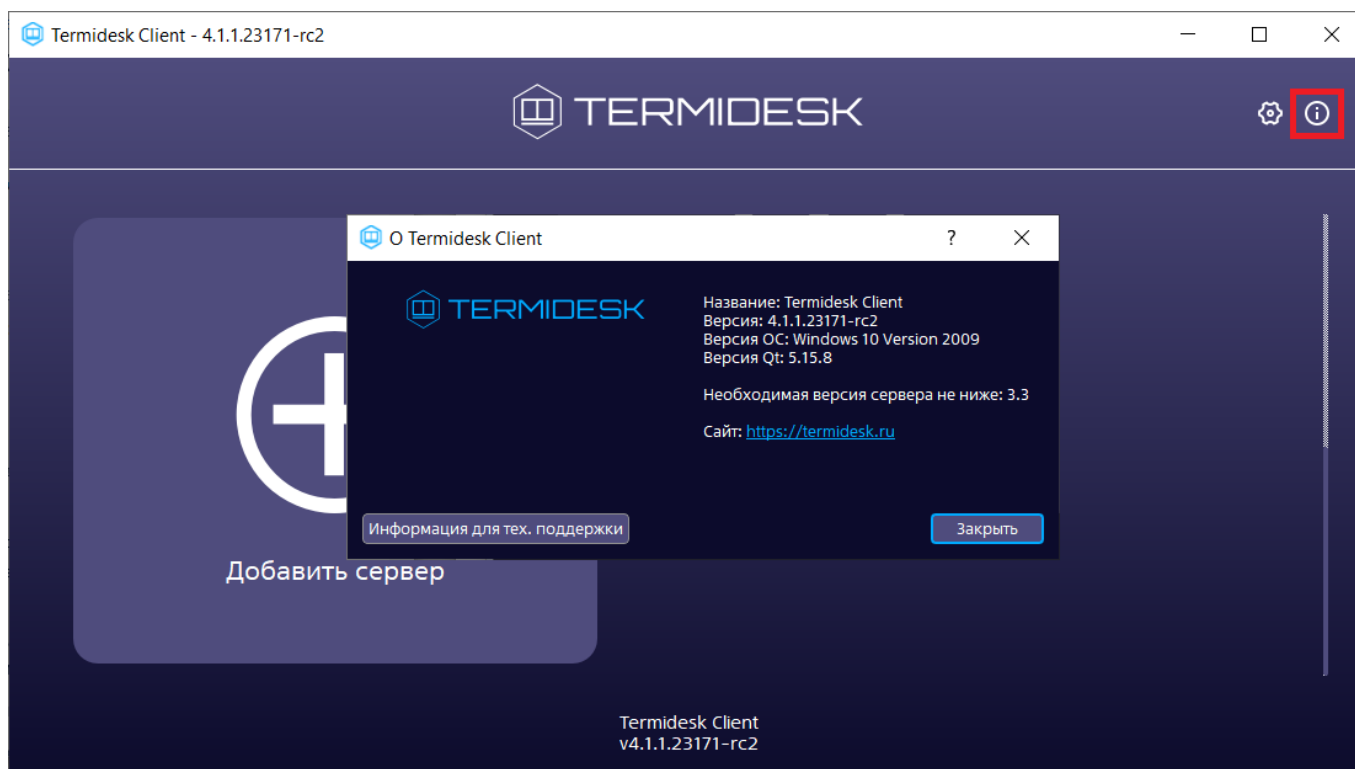 Termidesk Client - 4.1.1.23171-rc2
TERMIDESK
О Termidesk Client
?
TERMIDESK
Название: Termidesk Client
Версия: 4.1.1.23171-rc2
Версия ОС: Windows 10 Version 2009
Версия Qt: 5.15.8
Необходимая версия сервера не ниже: 3.3
Сайт: https://termidesk.ru
Информация для тех. поддержки
Закрыть
Добавить сервер
Termidesk Client
v4.1.1.23171-rc2